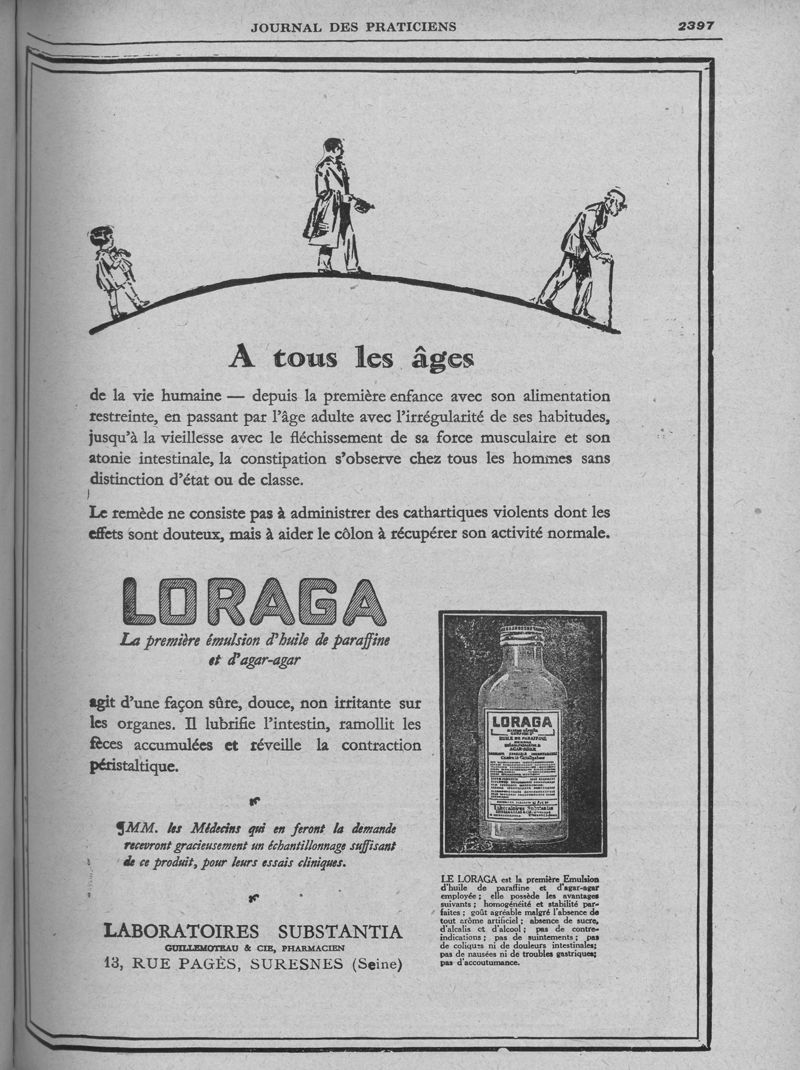 JOURNAL DES PRATICIENS 2397
A tous les âges
de la vie humaine — depuis la première enfance avec son alimentation
restreinte, en passant par l'âge adulte avec l'irrégularité de ses habitudes,
jusqu'à la vieillesse avec le fléchissement de sa force musculaire et son
atonie intestinale, la constipation s'observe chez tous les hommes sans
distinction d'état ou de classe.
Le remède ne consiste pas à administrer des cathartiques violents dont les
effets sont douteux, mais à aider le côlon à récupérer son activité normale.
LORAGA
La première émulsion d'huile de paraffine
et d'agar-agar
agit d'une façon sûre, douce, non irritante sur
les organes. Il lubrifie l'intestin, ramollit les
fèces accumulées et réveille la contraction
péristaltique.
¶MM. les Médecins qui en feront la demande
recevront gracieusement un échantillonnage suffisant
de ce produit, pour leurs essais cliniques.
LABORATOIRES SUBSTANTIA
GUILLEMOTEAU & CIE, PHARMACIEN
13, RUE PAGÈS, SURESNES (Seine)
LORAGA
HUILE DE PARAFFINE
AGAR-AGAR
Contre la Constipation
Laboratoires Substantia
LE LORAGA est la première Emulsion
d'huile de paraffine et d'agar-agar
employée ; elle possède les avantages
suivants ; homogénéité et stabilité par-
faites ; goût agréable malgré l'absence de
tout arôme artificiel ; absence de sucre,
d'alcalis et d'alcool ; pas de contre-
indications ; pas de suintements ; pas
de coliques ni de douleurs intestinales;
pas de nausées ni de troubles gastriques;
pas d'accoutumance.